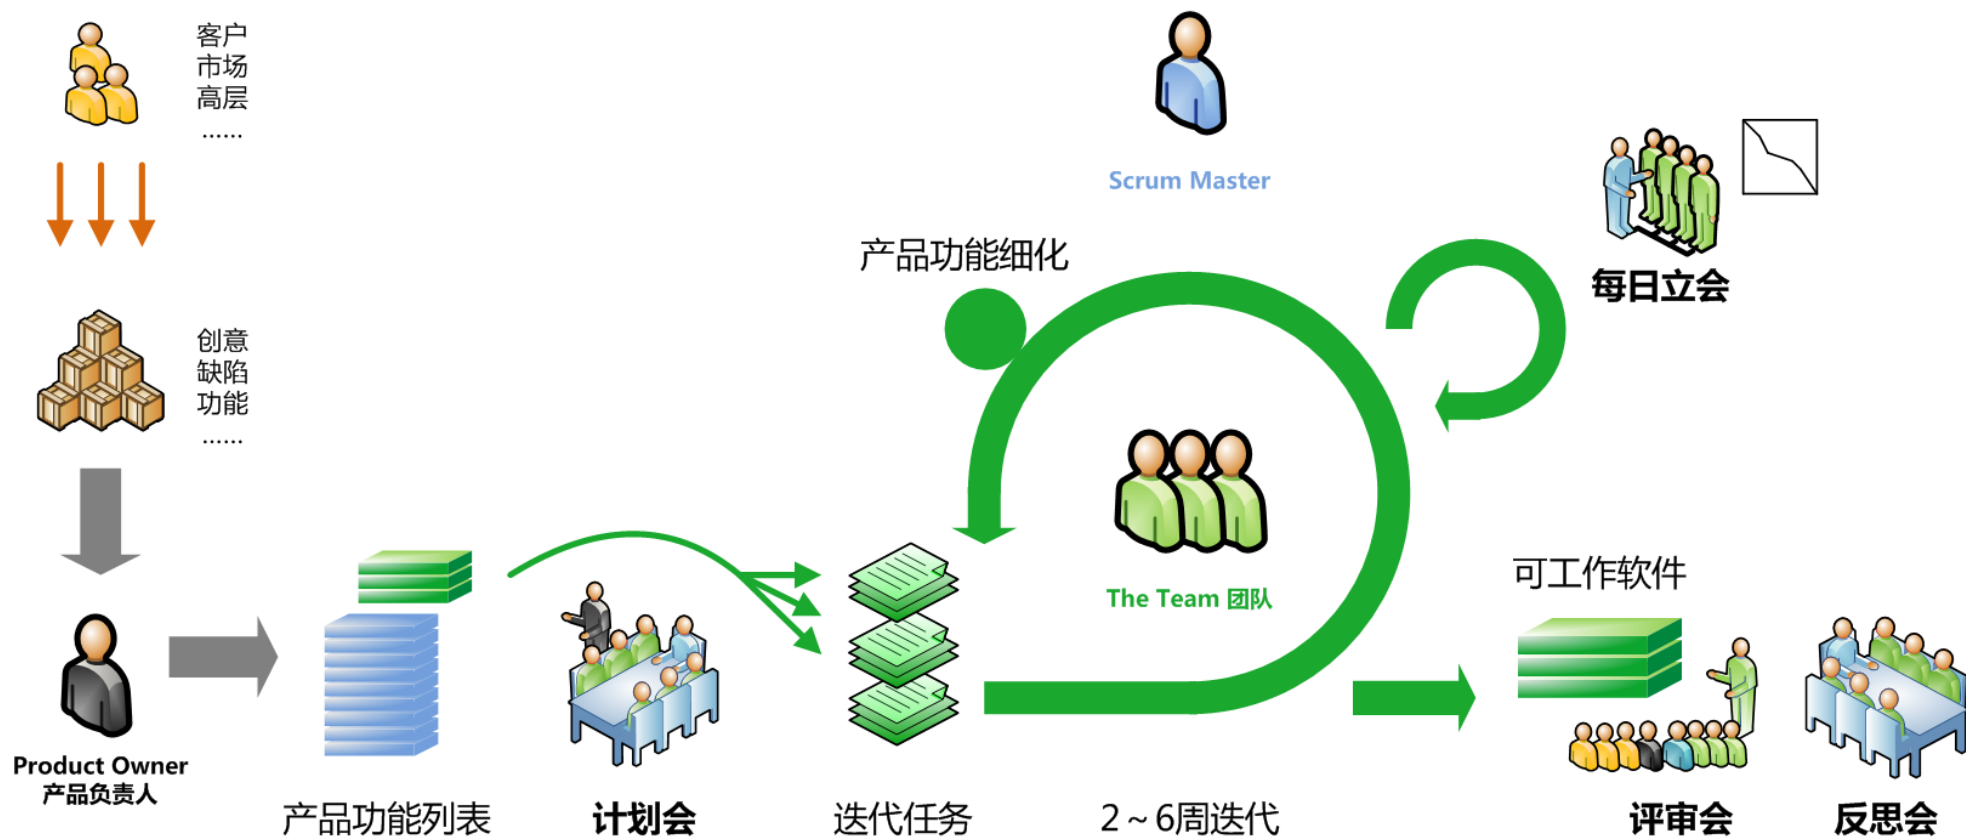 客户
市场
高层
……
创意
缺陷
功能
……
Product Owner
产品负责人
产品功能列表
计划会
迭代任务
Scrum Master
产品功能细化
每日立会
The Team 团队
2～6周迭代
可工作软件
评审会
反思会